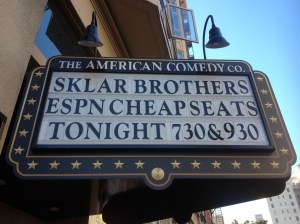 THE AMERICAN COMEDY CO.
SKLAR BROTHERS
ESPN CHEAP SEATS
TONIGHT 730&930